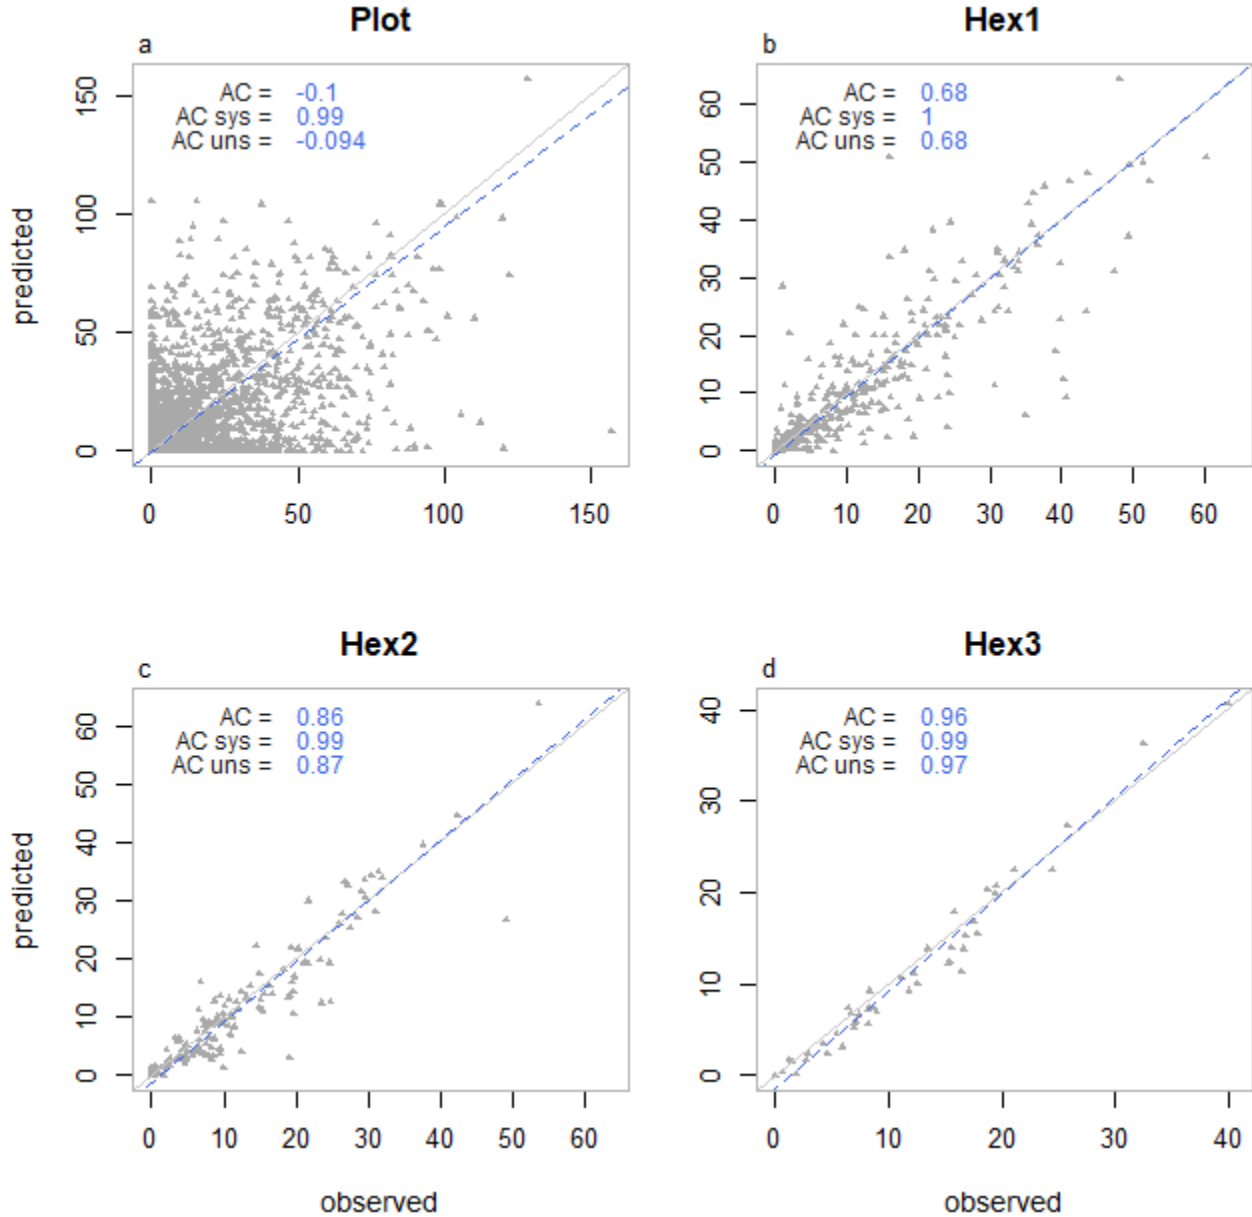 Plot
a
AC = -0.1
AC sys = 0.99
AC uns = -0.094
predicted
150
100
50
0
0 50 100 150
Hex1
b
AC = 0.68
AC sys = 1
AC uns = 0.68
60
50
40
30
20
10
0
0 10 20 30 40 50 60
Hex2
c
AC = 0.86
AC sys = 0.99
AC uns = 0.87
predicted
60
50
40
30
20
10
0
0 10 20 30 40 50 60
observed
Hex3
d
AC = 0.96
AC sys = 0.99
AC uns = 0.97
40
30
20
10
0
0 10 20 30 40
observed